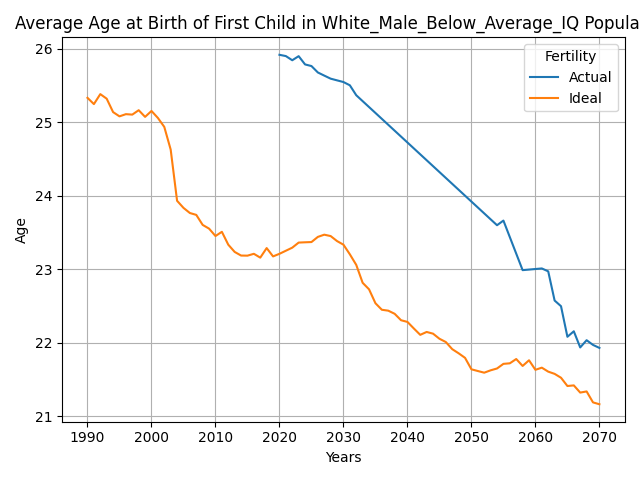 Average Age at Birth of First Child in White_Male_Below_Average_IQ Popula
26
25
24
23
22
21
Age
Fertility
Actual
Ideal
1990 2000 2010 2020 2030 2040 2050 2060 2070
Years